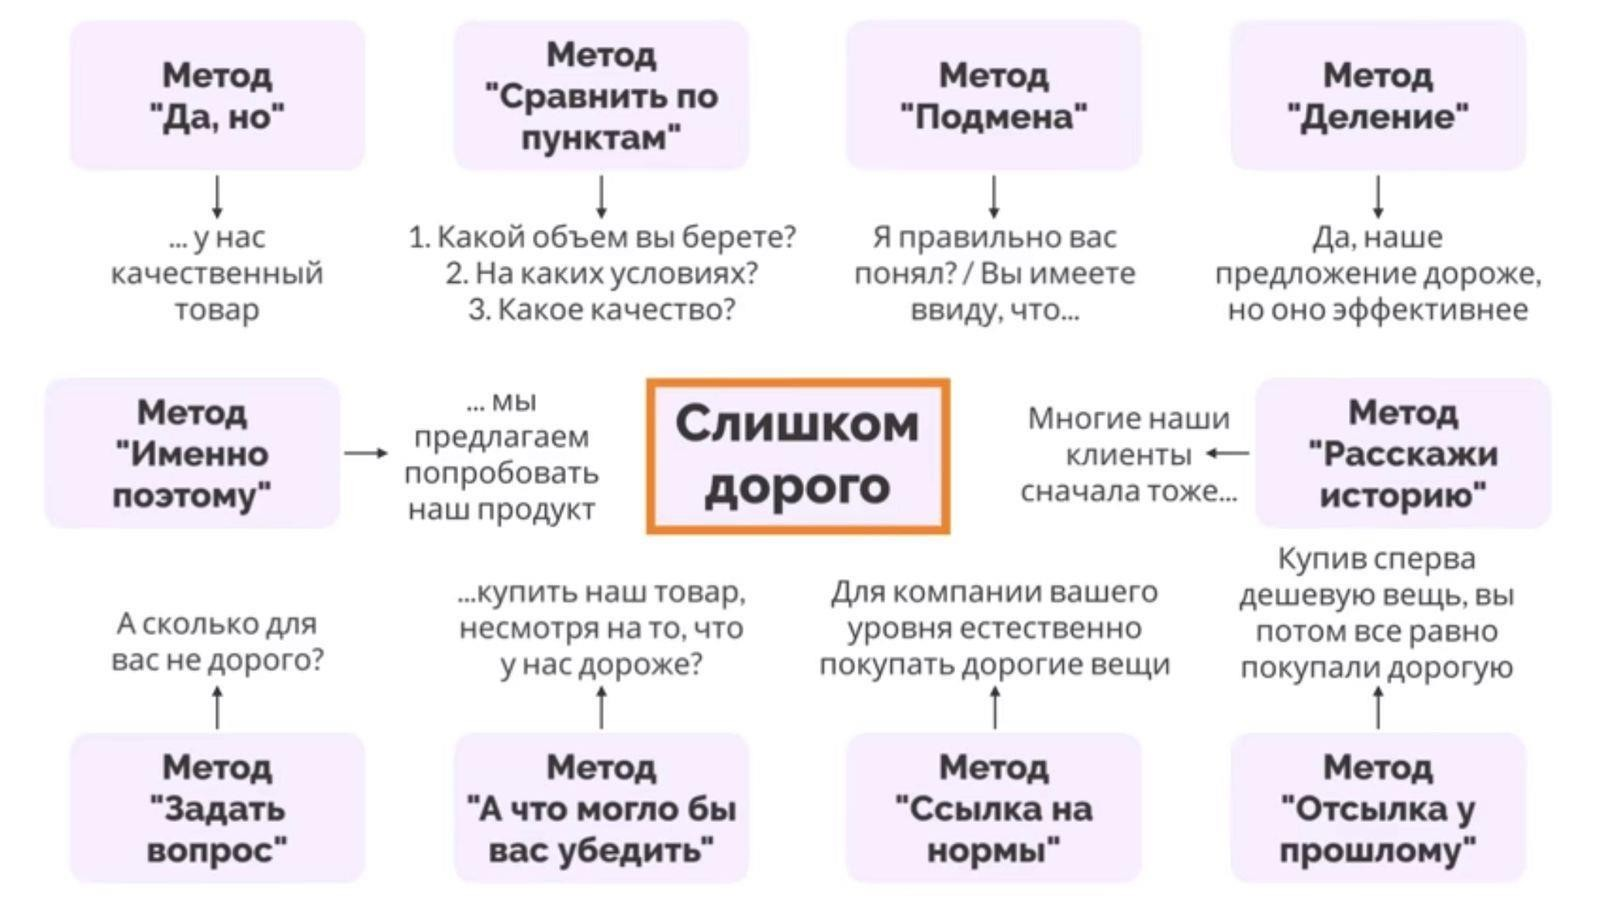 Метод
"Да, но"
... у нас
качественный
товар
Метод
"Сравнить по
пунктам"
1. Какой объем вы берете?
2. На каких условиях?
3. Какое качество?
Метод
"Подмена"
Я правильно вас
понял? / Вы имеете
ввиду, что...
Метод
"Деление"
Да, наше
предложение дороже,
но оно эффективнее
Метод
"Именно
поэтому"
... мы
предлагаем
попробовать
наш продукт
Слишком
дорого
Многие наши
клиенты
сначала тоже...
Метод
"Расскажи
историю"
А сколько для
вас не дорого?
Метод
"Задать
вопрос"
...купить наш товар,
несмотря на то, что
у нас дороже?
Метод
"А что могло бы
вас убедить"
Для компании вашего
уровня естественно
покупать дорогие вещи
Метод
"Ссылка на
нормы"
Купив сперва
дешевую вещь, вы
потом все равно
покупали дорогую
Метод
"Отсылка у
прошлому"